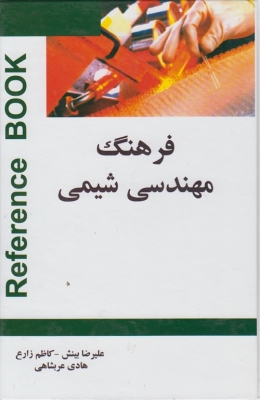 Reference BOOK
فرهنگ
مهندسی شیمی
علیرضا بینش - کاظم زارع
هادی عربشاهی